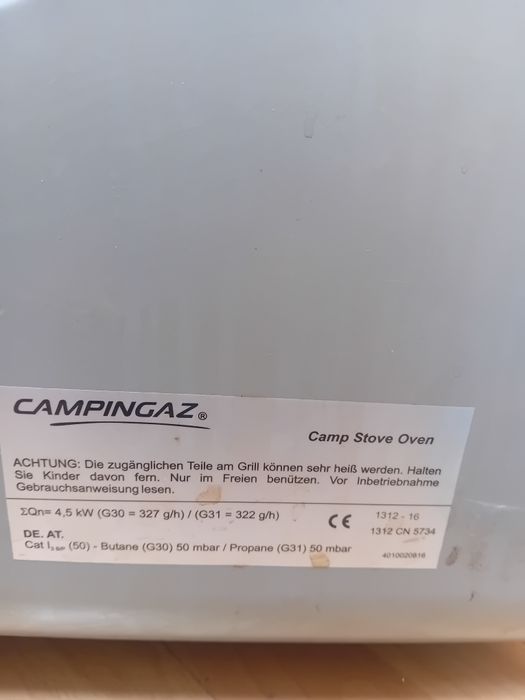 CAMPINGAZ®
Camp Stove Oven
ACHTUNG: Die zugänglichen Teile am Grill können sehr heiß werden. Halten
Sie Kinder davon fern. Nur im Freien benützen. Vor Inbetriebnahme
Gebrauchsanweisung lesen.
ΣQn= 4,5 kW (G30 = 327 g/h) / (G31 = 322 g/h)
CE
1312 - 16
1312 CN 5734
DE. AT.
Cat I₃ B/P (50) - Butane (G30) 50 mbar / Propane (G31) 50 mbar
4010020916